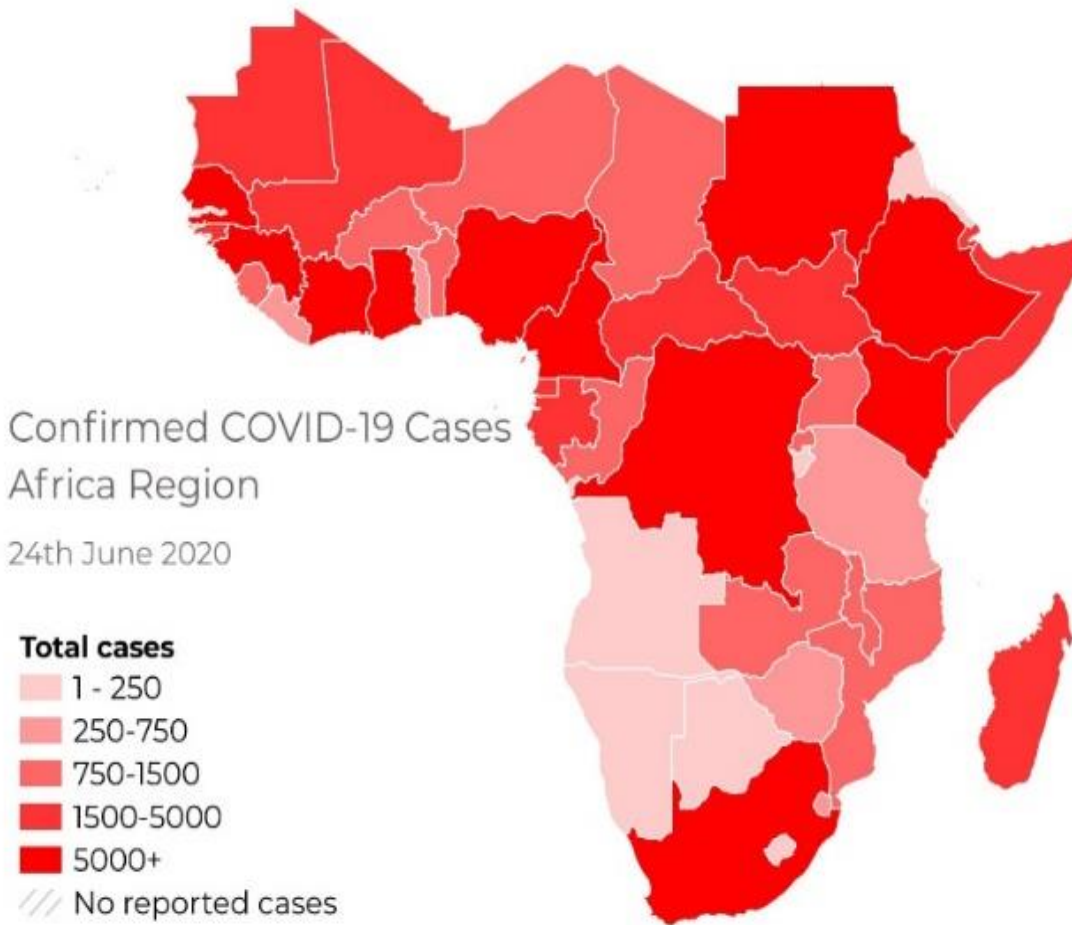 Confirmed COVID-19 Cases
Africa Region
24th June 2020
Total cases
1 - 250
250-750
750-1500
1500-5000
5000+
No reported cases